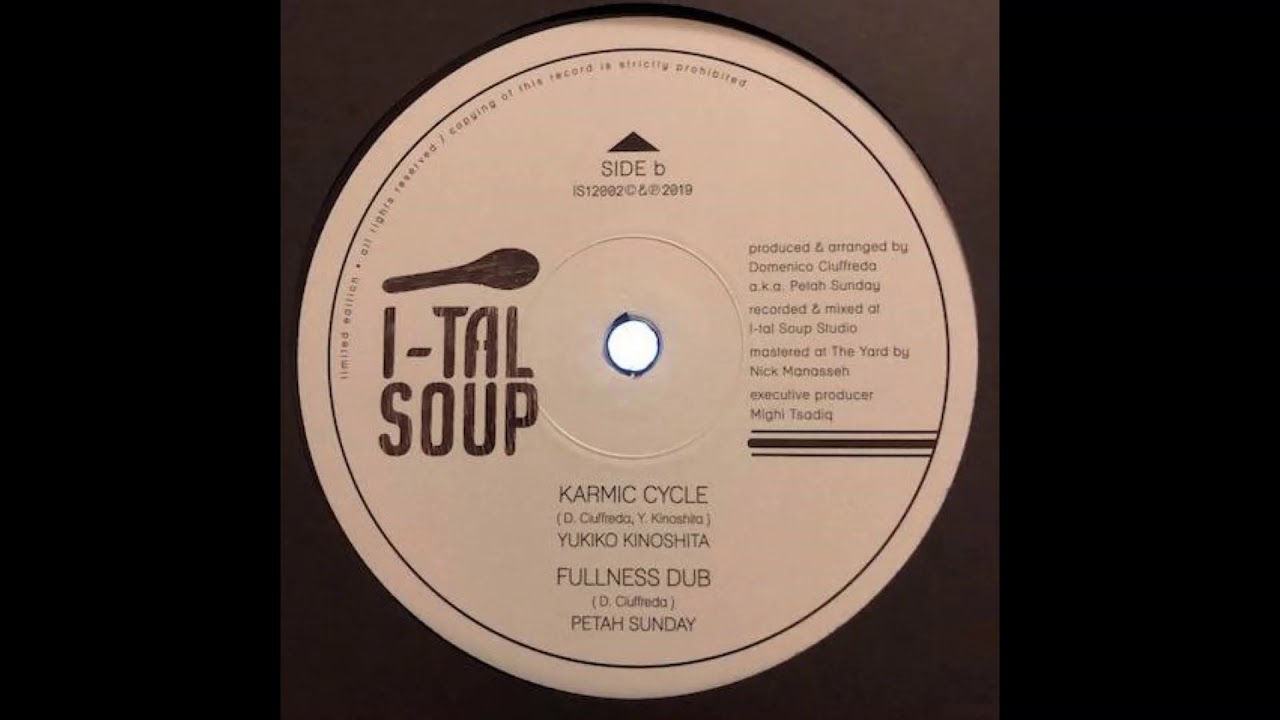 limited edition • all rights reserved / copying of this record is strictly prohibited
SIDE b
IS12002©&℗2019
I-TAL
SOUP
produced & arranged by
Domenico Ciuffreda
a.k.a. Petah Sunday
recorded & mixed at
I-tal Soup Studio
mastered at The Yard by
Nick Manasseh
executive producer
Mighi Tsadiq
KARMIC CYCLE
( D. Ciuffreda, Y. Kinoshita )
YUKIKO KINOSHITA
FULLNESS DUB
( D. Ciuffreda )
PETAH SUNDAY